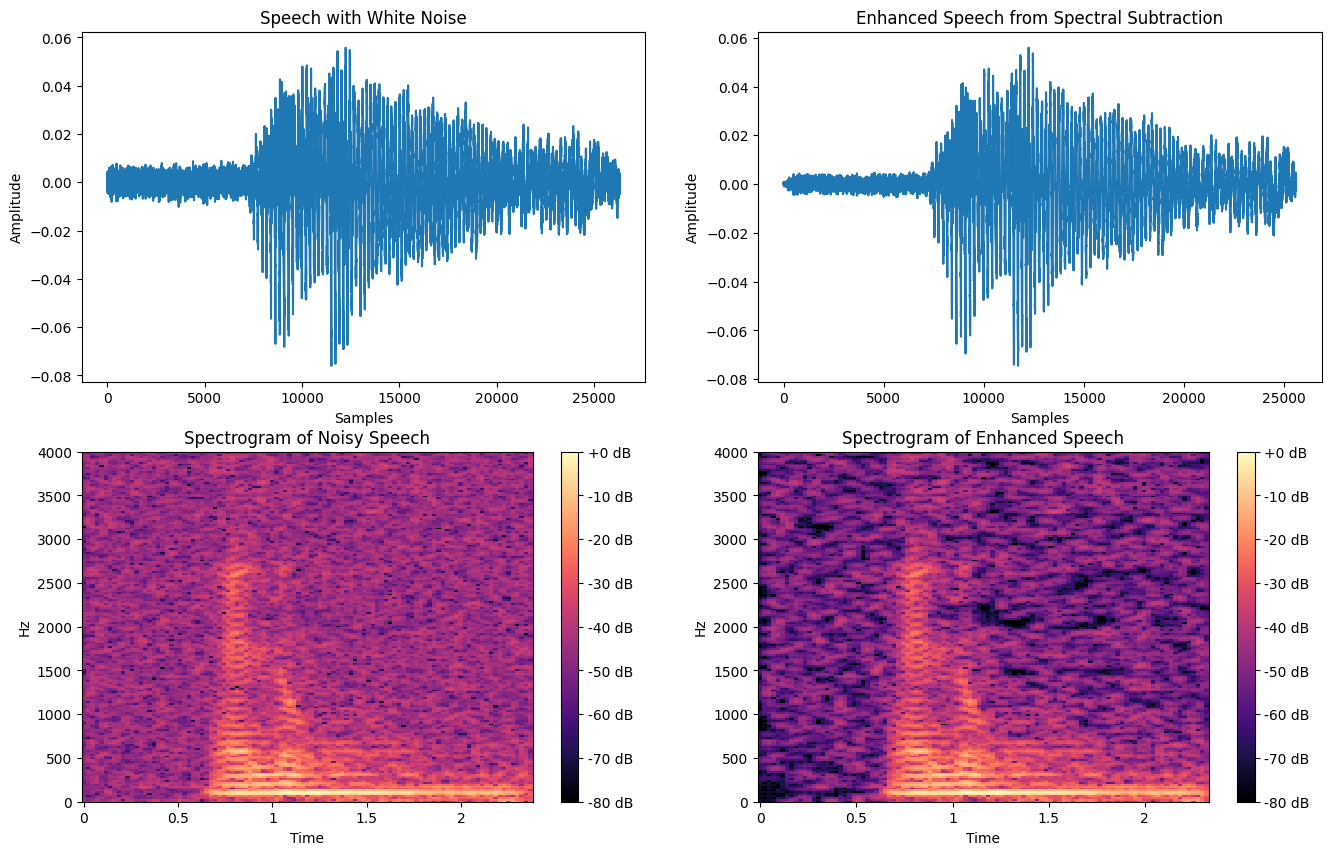 Speech with White Noise
0.06
0.04
0.02
0.00
−0.02
−0.04
−0.06
−0.08
Amplitude
0 5000 10000 15000 20000 25000
Samples
Enhanced Speech from Spectral Subtraction
0.06
0.04
0.02
0.00
−0.02
−0.04
−0.06
−0.08
Amplitude
0 5000 10000 15000 20000 25000
Samples
Spectrogram of Noisy Speech
4000
3500
3000
2500
2000
1500
1000
500
0
Hz
0 0.5 1 1.5 2
Time
+0 dB
-10 dB
-20 dB
-30 dB
-40 dB
-50 dB
-60 dB
-70 dB
-80 dB
Spectrogram of Enhanced Speech
4000
3500
3000
2500
2000
1500
1000
500
0
Hz
0 0.5 1 1.5 2
Time
+0 dB
-10 dB
-20 dB
-30 dB
-40 dB
-50 dB
-60 dB
-70 dB
-80 dB